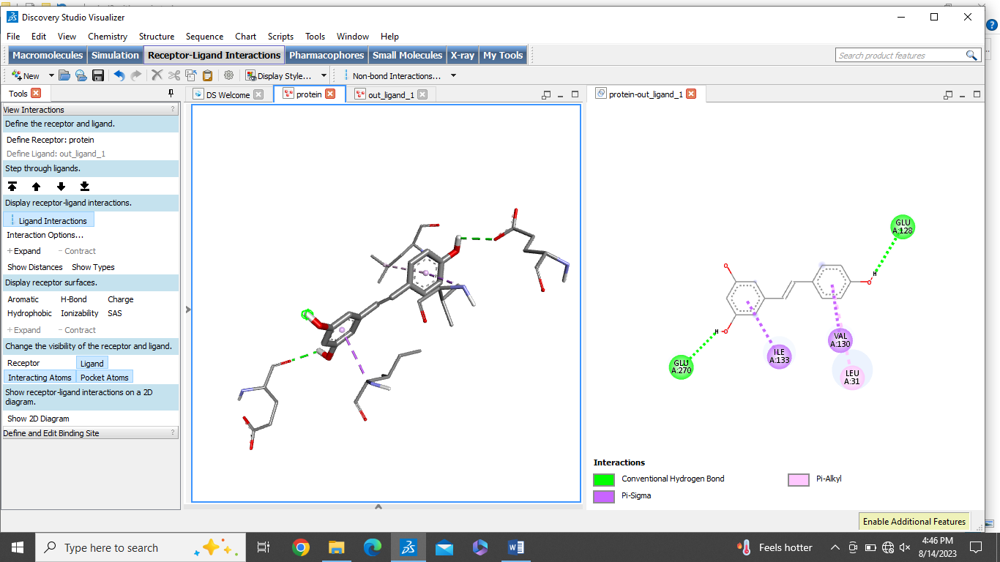 Discovery Studio Visualizer
File Edit View Chemistry Structure Sequence Chart Scripts Tools Window Help
Macromolecules Simulation Receptor-Ligand Interactions Pharmacophores Small Molecules X-ray My Tools
Search product features
New Display Style... Non-bond Interactions...
Tools
DS Welcome protein out_ligand_1
protein-out_ligand_1
View Interactions ?
Define the receptor and ligand.
Define Receptor: protein
Define Ligand: out_ligand_1
Step through ligands.
Display receptor-ligand interactions.
Ligand Interactions
Interaction Options...
+ Expand − Contract
Show Distances Show Types
Display receptor surfaces.
Aromatic H-Bond Charge
Hydrophobic Ionizability SAS
+ Expand − Contract
Change the visibility of the receptor and ligand.
Receptor Ligand
Interacting Atoms Pocket Atoms
Show receptor-ligand interactions on a 2D
diagram.
Show 2D Diagram
Define and Edit Binding Site ?
GLU
A:128
O
H
O
H
O
VAL
A:130
ILE
A:133
GLU
A:270
LEU
A:31
Interactions
Conventional Hydrogen Bond
Pi-Sigma
Pi-Alkyl
Enable Additional Features
Type here to search
Feels hotter
4:46 PM
8/14/2023